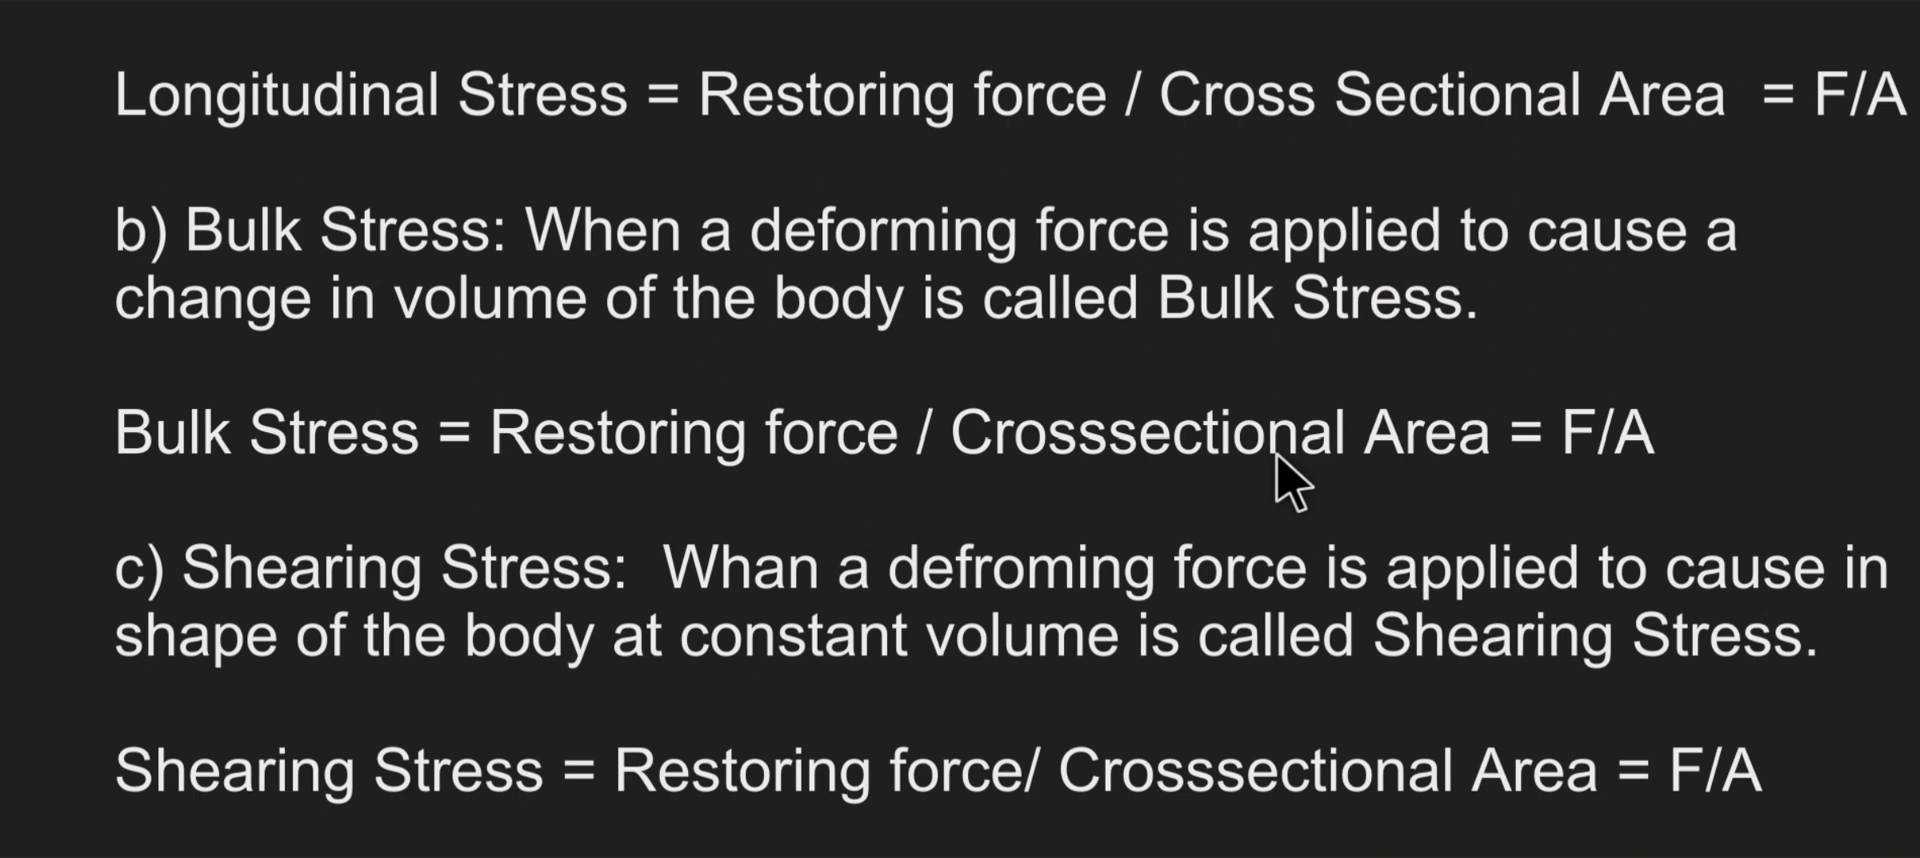 Longitudinal Stress = Restoring force / Cross Sectional Area  = F/A
b) Bulk Stress: When a deforming force is applied to cause a
change in volume of the body is called Bulk Stress.
Bulk Stress = Restoring force / Crosssectional Area = F/A
c) Shearing Stress:  Whan a defroming force is applied to cause in
shape of the body at constant volume is called Shearing Stress.
Shearing Stress = Restoring force/ Crosssectional Area = F/A